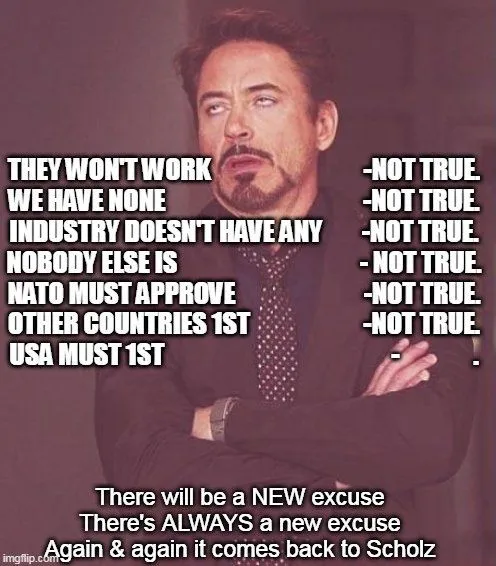 THEY WON'T WORK -NOT TRUE.
WE HAVE NONE -NOT TRUE.
INDUSTRY DOESN'T HAVE ANY -NOT TRUE.
NOBODY ELSE IS - NOT TRUE.
NATO MUST APPROVE -NOT TRUE.
OTHER COUNTRIES 1ST -NOT TRUE.
USA MUST 1ST - .
There will be a NEW excuse
There's ALWAYS a new excuse
Again & again it comes back to Scholz
imgflip.com